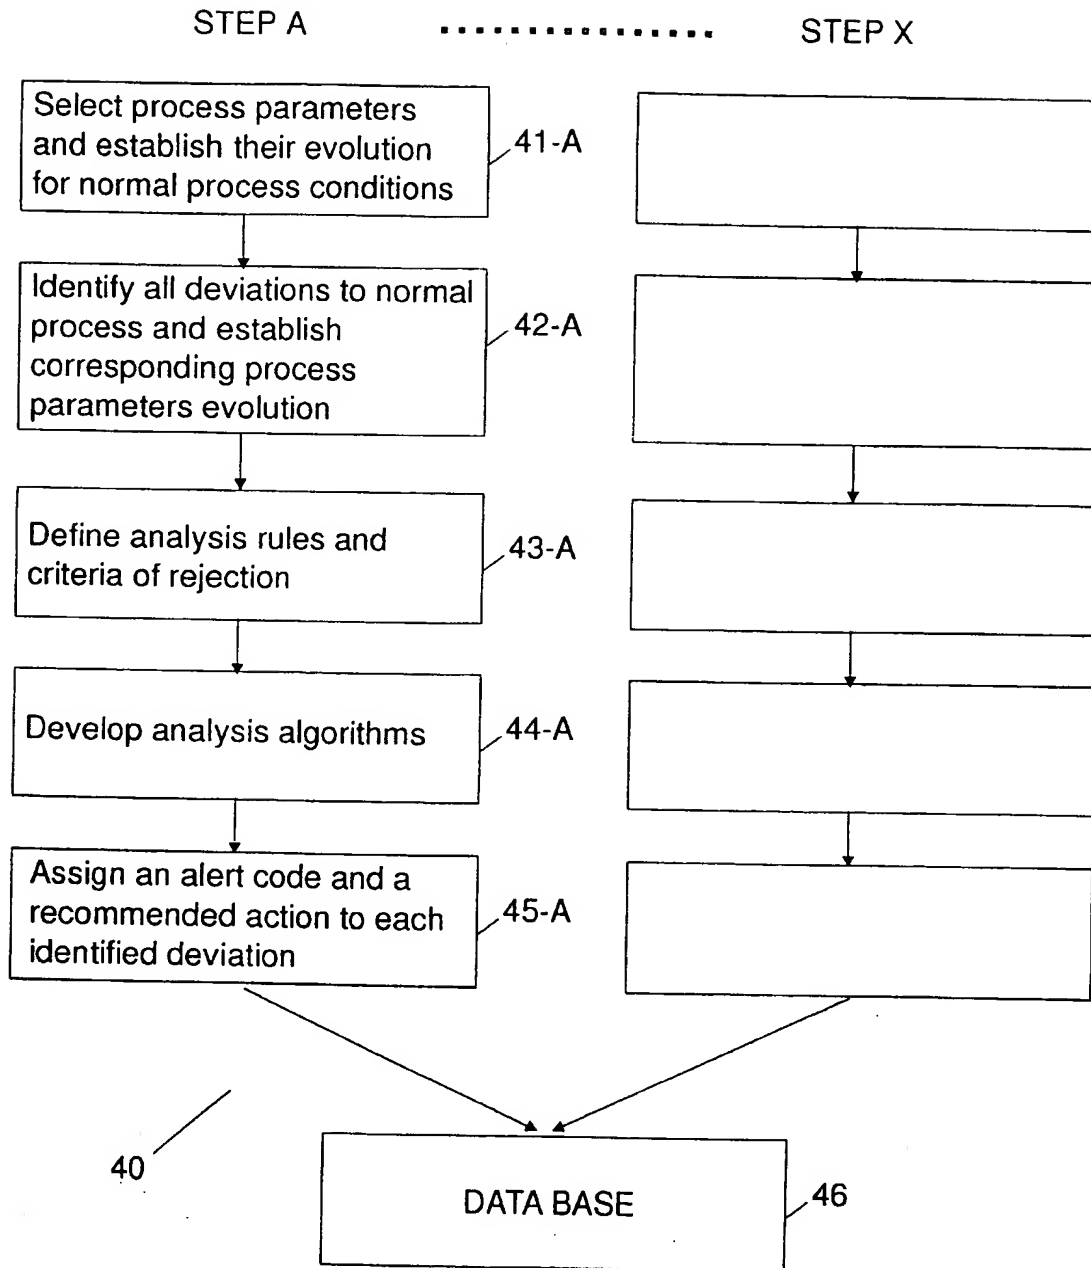 STEP A
STEP X
Select process parameters
and establish their evolution
for normal process conditions
41-A
Identify all deviations to normal
process and establish
corresponding process
parameters evolution
42-A
Define analysis rules and
criteria of rejection
43-A
Develop analysis algorithms
44-A
Assign an alert code and a
recommended action to each
identified deviation
45-A
40
DATA BASE
46